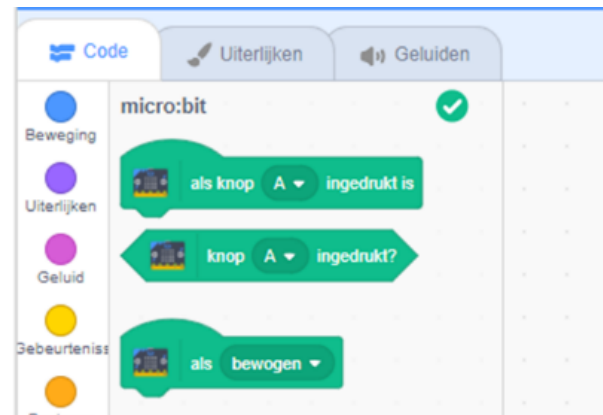 Code Uiterlijken Geluiden
micro:bit
Beweging
als knop A ingedrukt is
Uiterlijken
knop A ingedrukt?
Geluid
Gebeurteniss
als bewogen